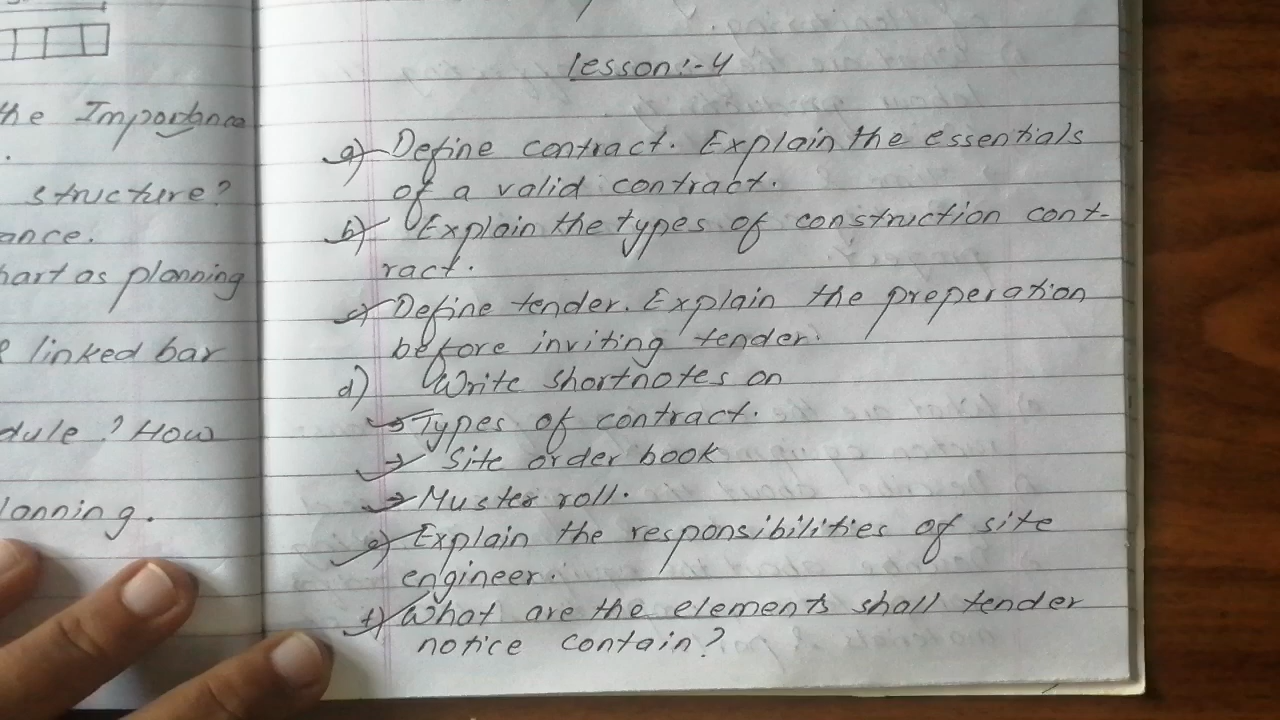 the Importance
.
structure?
ance.
hart as planning
& linked bar
dule? How
lanning.
Lesson:-4
a) Define contract. Explain the essentials
of a valid contract.
b) Explain the types of construction cont-
ract.
c) Define tender. Explain the preperation
before inviting tender.
d) Write shortnotes on
→ Types of contract.
→ Site order book
→ Muster roll.
e) Explain the responsibilities of site
engineer.
f) What are the elements shall tender
notice contain?